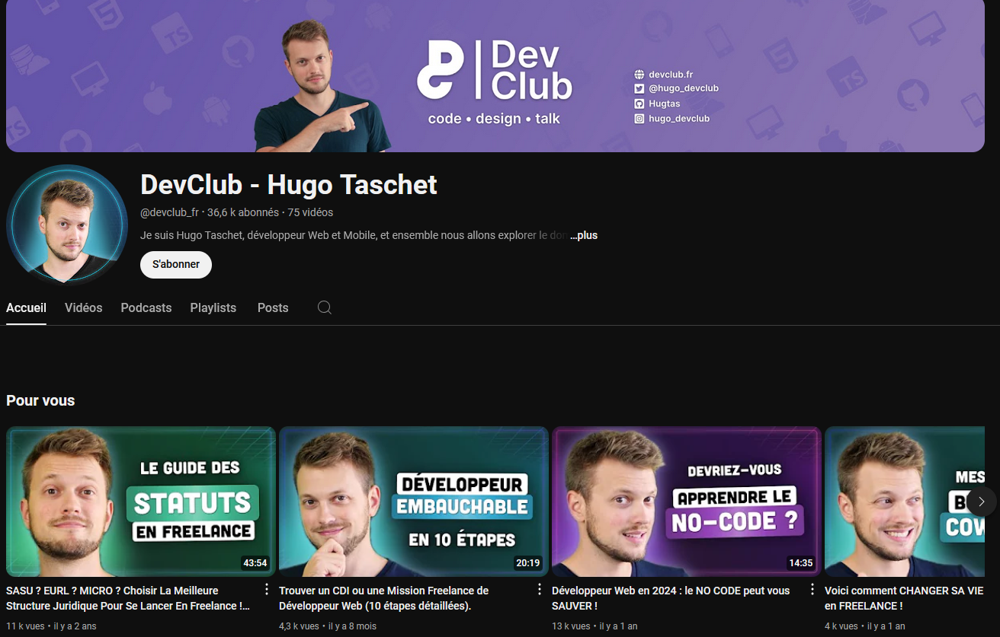 Dev
Club
code • design • talk
devclub.fr
@hugo_devclub
Hugtas
hugo_devclub
TS
TS
TS
DevClub - Hugo Taschet
@devclub_fr • 36,6 k abonnés • 75 vidéos
Je suis Hugo Taschet, développeur Web et Mobile, et ensemble nous allons explorer le ...plus
S'abonner
Accueil
Vidéos
Podcasts
Playlists
Posts
Pour vous
LE GUIDE DES
STATUTS
EN FREELANCE
43:54
SASU ? EURL ? MICRO ? Choisir La Meilleure
Structure Juridique Pour Se Lancer En Freelance !...
11 k vues • il y a 2 ans
DÉVELOPPEUR
EMBAUCHABLE
EN 10 ÉTAPES
20:19
Trouver un CDI ou une Mission Freelance de
Développeur Web (10 étapes détaillées).
4,3 k vues • il y a 8 mois
DEVRIEZ-VOUS
APPRENDRE LE
NO-CODE ?
14:35
Développeur Web en 2024 : le NO CODE peut vous
SAUVER !
13 k vues • il y a 1 an
MES
Voici comment CHANGER SA VIE
en FREELANCE !
4 k vues • il y a 1 an